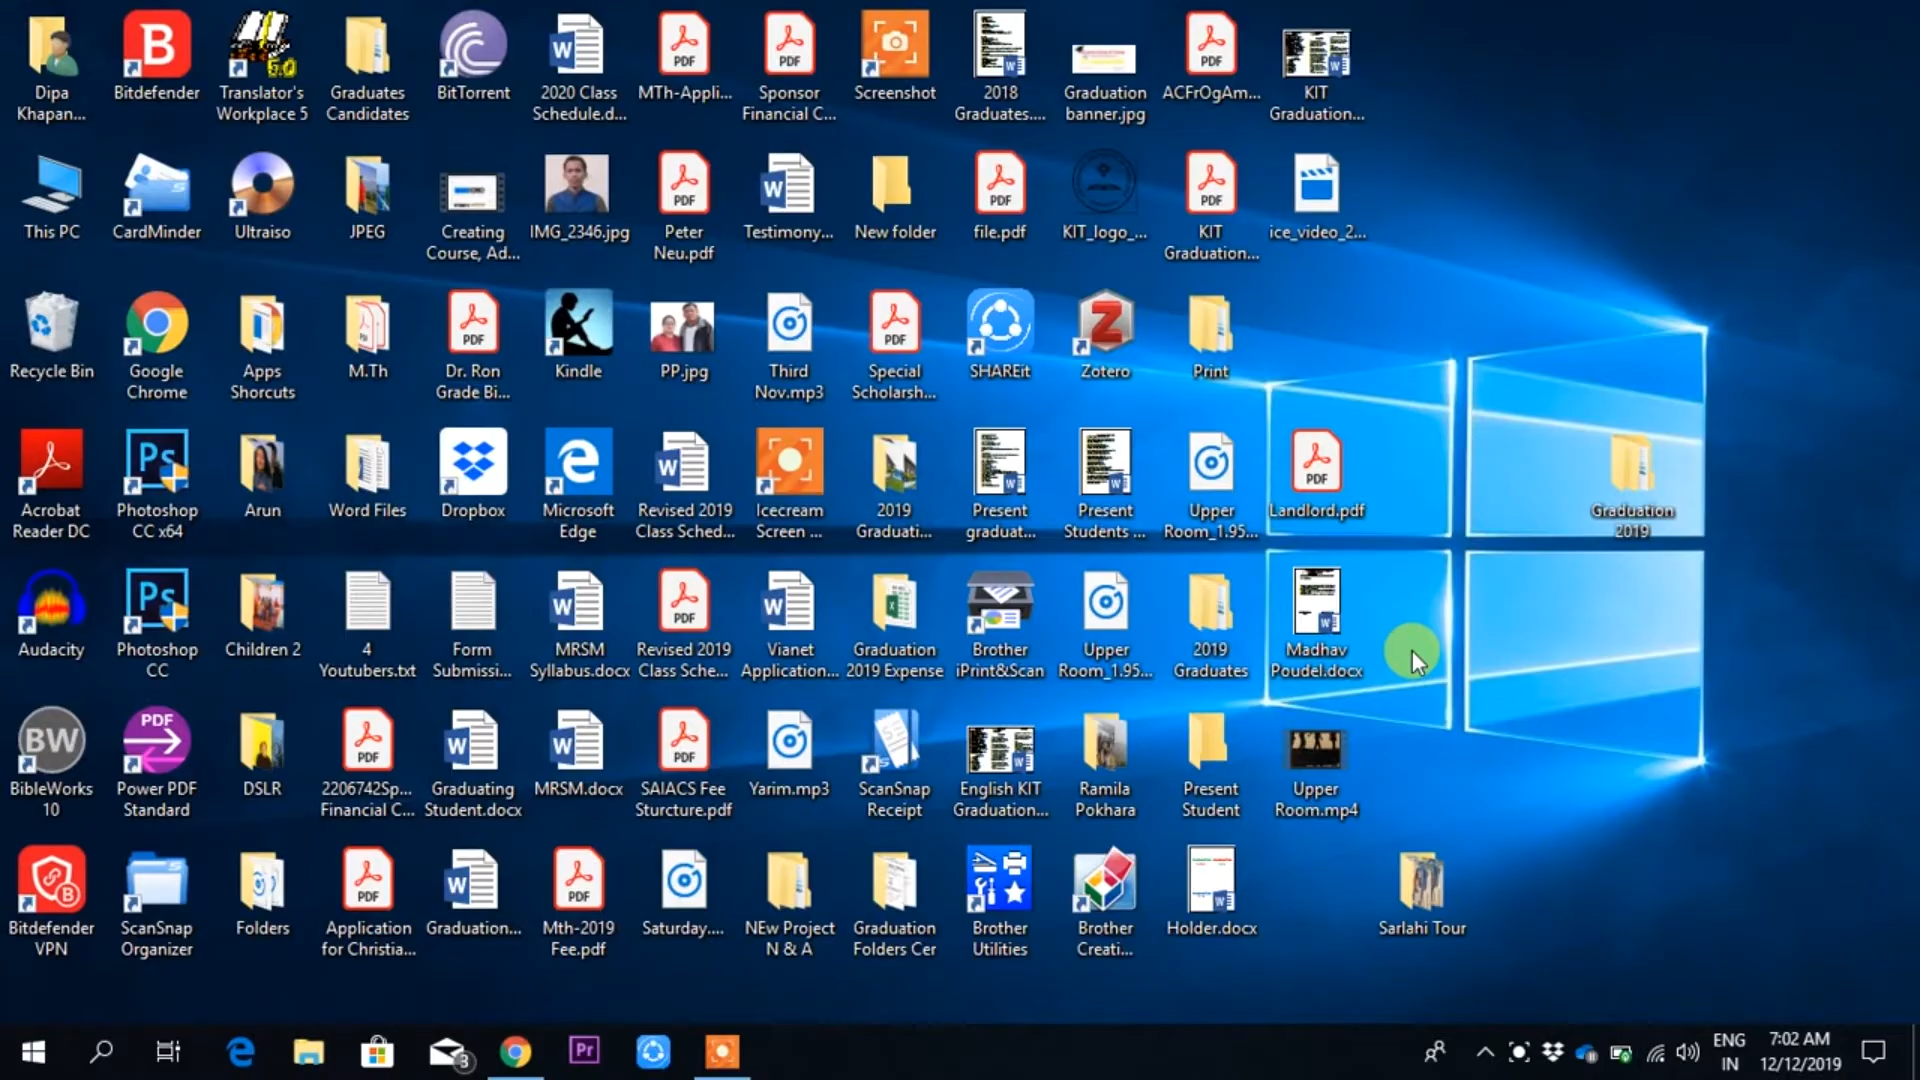 Dipa
Khapan...
Bitdefender
Translator's
Workplace 5
Graduates
Candidates
BitTorrent
2020 Class
Schedule.d...
MTh-Appli...
Sponsor
Financial C...
Screenshot
2018
Graduates....
Graduation
banner.jpg
ACFrOgAm...
KIT
Graduation...
This PC
CardMinder
Ultraiso
JPEG
Creating
Course, Ad...
IMG_2346.jpg
Peter
Neu.pdf
Testimony...
New folder
file.pdf
KIT_logo_...
KIT
Graduation...
ice_video_2...
Recycle Bin
Google
Chrome
Apps
Shorcuts
M.Th
Dr. Ron
Grade Bi...
Kindle
PP.jpg
Third
Nov.mp3
Special
Scholarsh...
SHAREit
Zotero
Print
Acrobat
Reader DC
Photoshop
CC x64
Arun
Word Files
Dropbox
Microsoft
Edge
Revised 2019
Class Sched...
Icecream
Screen ...
2019
Graduati...
Present
graduat...
Present
Students ...
Upper
Room_1.95...
Landlord.pdf
Graduation
2019
Audacity
Photoshop
CC
Children 2
4
Youtubers.txt
Form
Submissi...
MRSM
Syllabus.docx
Revised 2019
Class Sche...
Vianet
Application...
Graduation
2019 Expense
Brother
iPrint&Scan
Upper
Room_1.95...
2019
Graduates
Madhav
Poudel.docx
BibleWorks
10
Power PDF
Standard
DSLR
2206742Sp...
Financial C...
Graduating
Student.docx
MRSM.docx
SAIACS Fee
Sturcture.pdf
Yarim.mp3
ScanSnap
Receipt
English KIT
Graduation...
Ramila
Pokhara
Present
Student
Upper
Room.mp4
Bitdefender
VPN
ScanSnap
Organizer
Folders
Application
for Christia...
Graduation...
Mth-2019
Fee.pdf
Saturday....
NEw Project
N & A
Graduation
Folders Cer
Brother
Utilities
Brother
Creati...
Holder.docx
Sarlahi Tour
3
Pr
ENG
IN
7:02 AM
12/12/2019